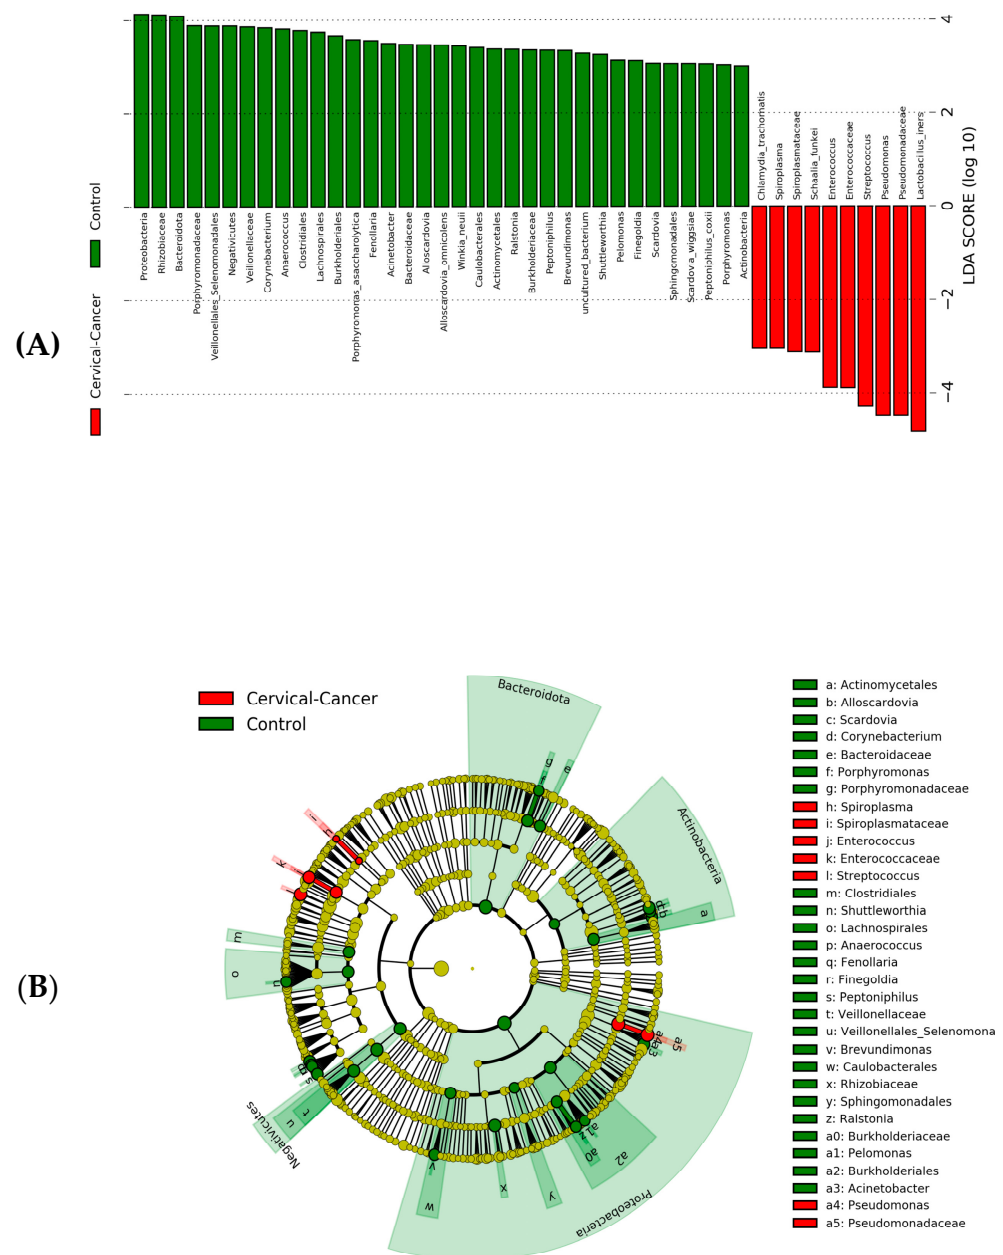 Control
Cervical-Cancer
(A)
4
2
0
−2
−4
LDA SCORE (log 10)
Proteobacteria
Rhizobiaceae
Bacteroidota
Porphyromonadaceae
Veillonellales_Selenomonadales
Negativicutes
Veillonellaceae
Corynebacterium
Anaerococcus
Clostridiales
Lachnospirales
Burkholderiales
Porphyromonas_asaccharolytica
Fenollaria
Acinetobacter
Bacteroidaceae
Alloscardovia
Alloscardovia_omnicolens
Winkia_neuii
Caulobacterales
Actinomycetales
Ralstonia
Burkholderiaceae
Peptoniphilus
Brevundimonas
uncultured_bacterium
Shuttleworthia
Pelomonas
Finegoldia
Scardovia
Sphingomonadales
Scardova_wiggsiae
Peptoniphilus_coxii
Porphyromonas
Actinobacteria
Chlamydia_trachomatis
Spiroplasma
Spiroplasmataceae
Schaalia_funkei
Enterococcus
Enterococcaceae
Streptococcus
Pseudomonas
Pseudomonadaceae
Lactobacillus_iners
(B)
Cervical-Cancer
Control
Bacteroidota
Actinobacteria
Proteobacteria
Negativicutes
g
f
e
b
a
a5
a3
a2
a0
y
x
w
v
u
t
s
o
m
k
i
h
a: Actinomycetales
b: Alloscardovia
c: Scardovia
d: Corynebacterium
e: Bacteroidaceae
f: Porphyromonas
g: Porphyromonadaceae
h: Spiroplasma
i: Spiroplasmataceae
j: Enterococcus
k: Enterococcaceae
l: Streptococcus
m: Clostridiales
n: Shuttleworthia
o: Lachnospirales
p: Anaerococcus
q: Fenollaria
r: Finegoldia
s: Peptoniphilus
t: Veillonellaceae
u: Veillonellales_Selenomona
v: Brevundimonas
w: Caulobacterales
x: Rhizobiaceae
y: Sphingomonadales
z: Ralstonia
a0: Burkholderiaceae
a1: Pelomonas
a2: Burkholderiales
a3: Acinetobacter
a4: Pseudomonas
a5: Pseudomonadaceae